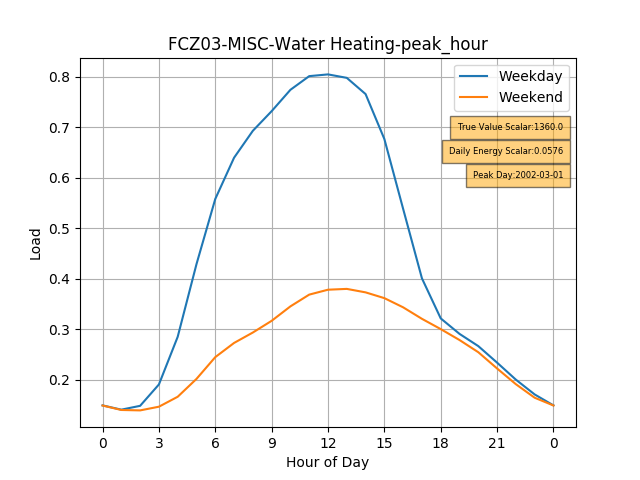 FCZ03-MISC-Water Heating-peak_hour
Weekday
Weekend
True Value Scalar:1360.0
Daily Energy Scalar:0.0576
Peak Day:2002-03-01
0.8
0.7
0.6
0.5
0.4
0.3
0.2
Load
0 3 6 9 12 15 18 21 0
Hour of Day